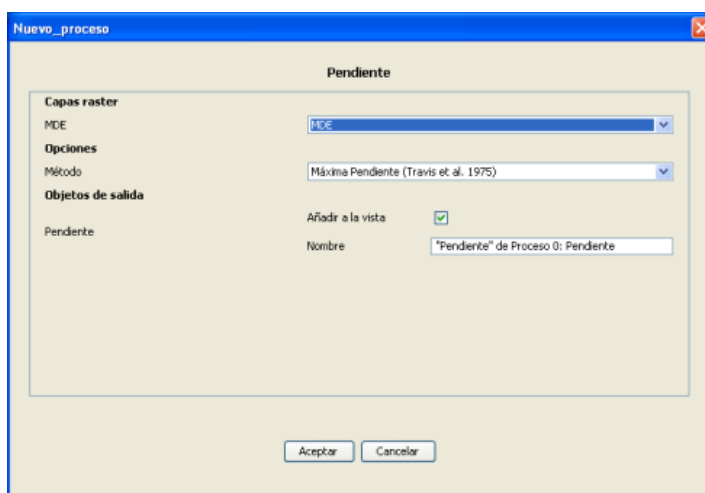 Nuevo_proceso
Pendiente
Capas raster
MDE MDE
Opciones
Método Máxima Pendiente (Travis et al. 1975)
Objetos de salida
Añadir a la vista
Pendiente
Nombre "Pendiente" de Proceso 0: Pendiente
Aceptar Cancelar